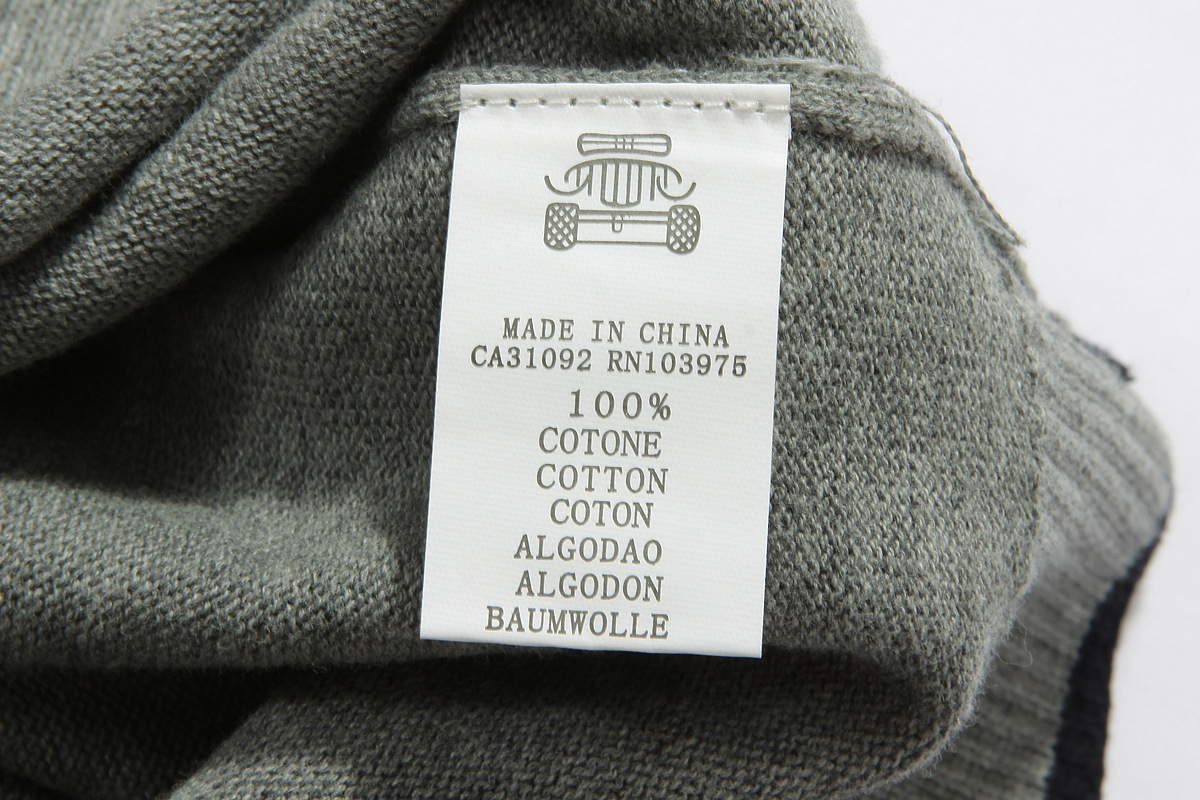 MADE IN CHINA
CA31092 RN103975
100%
COTONE
COTTON
COTON
ALGODAO
ALGODON
BAUMWOLLE